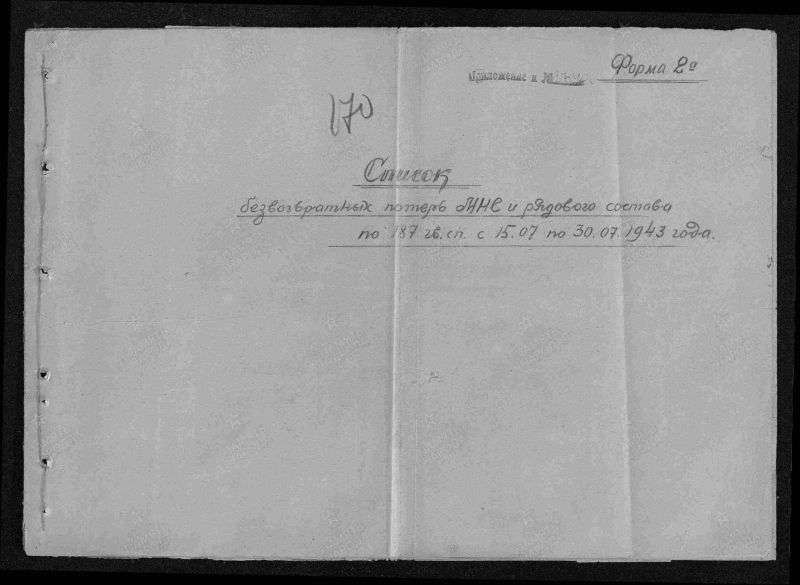 Форма 2а
Приложение к №
170
Список
безвозвратных потерь МНС и рядового состава
по 187 гв. сп. с 15.07 по 30.07.1943 года.